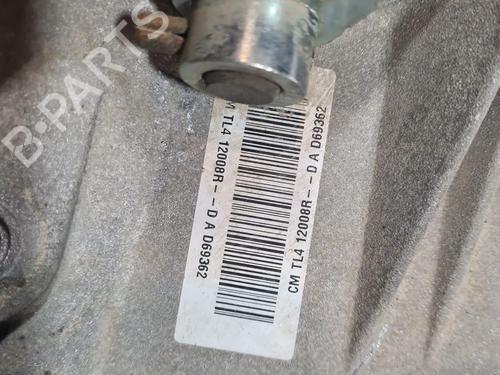 B-PARTS
CM TL4 12008R-- D A D69362
M TL4 12008R-- D A D69362